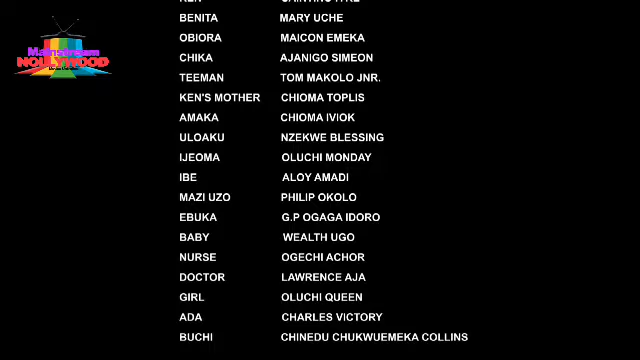 BENITA MARY UCHE
OBIORA MAICON EMEKA
CHIKA AJANIGO SIMEON
TEEMAN TOM MAKOLO JNR.
KEN'S MOTHER CHIOMA TOPLIS
AMAKA CHIOMA IVIOK
ULOAKU NZEKWE BLESSING
IJEOMA OLUCHI MONDAY
IBE ALOY AMADI
MAZI UZO PHILIP OKOLO
EBUKA G.P OGAGA IDORO
BABY WEALTH UGO
NURSE OGECHI ACHOR
DOCTOR LAWRENCE AJA
GIRL OLUCHI QUEEN
ADA CHARLES VICTORY
BUCHI CHINEDU CHUKWUEMEKA COLLINS
Mainstream
NOLLYWOOD